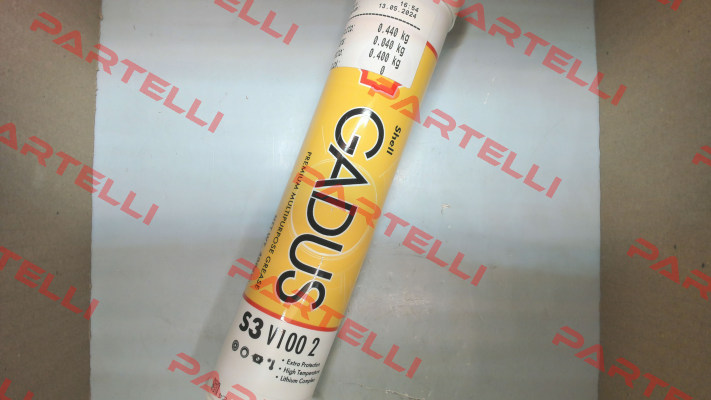 16:54
13.05.2024
0.440 kg
0.040 kg
0.400 kg
0
Shell
GADUS
PREMIUM MULTIPURPOSE GREASE
S3 V100 2
• Extra Protection
• High Temperature
• Lithium Complex
PARTELLI
PARTELLI
PARTELLI
PARTELLI
PARTELLI
PARTELLI
PARTELLI
PARTELLI
PARTELLI
PARTELLI
PARTELLI